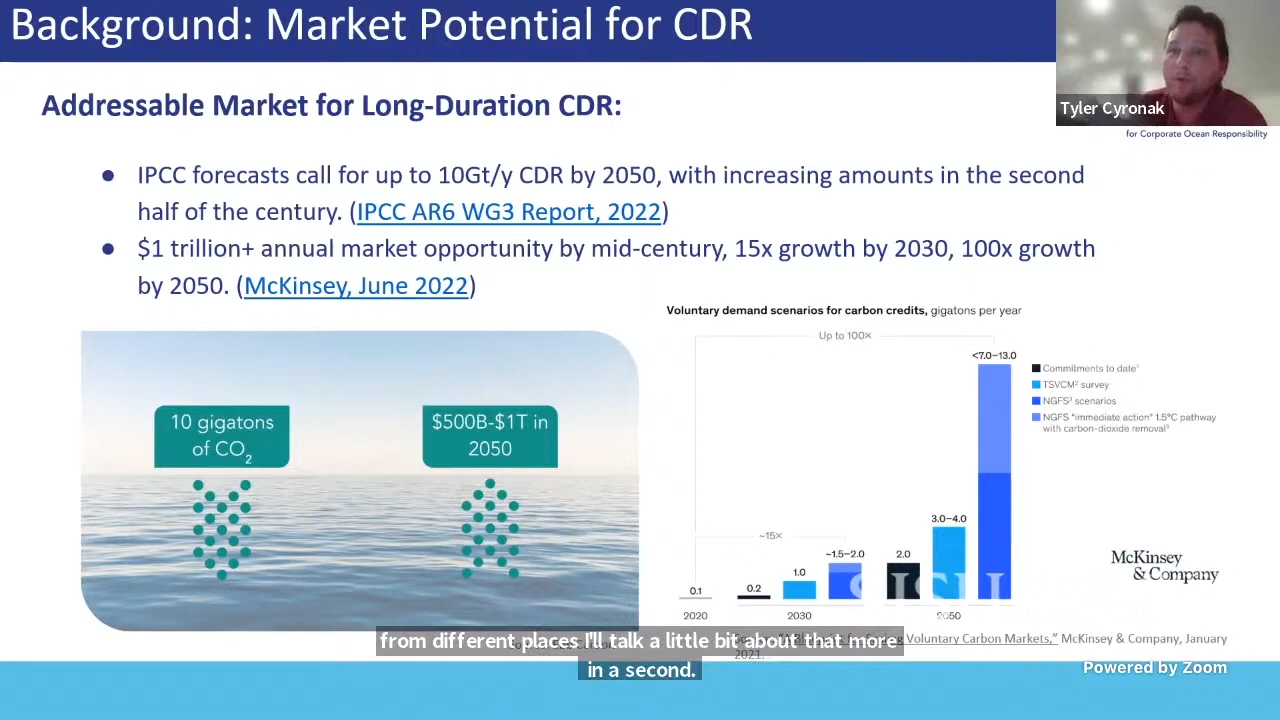 Background: Market Potential for CDR
Tyler Cyronak
for Corporate Ocean Responsibility
Addressable Market for Long-Duration CDR:
● IPCC forecasts call for up to 10Gt/y CDR by 2050, with increasing amounts in the second
half of the century. (IPCC AR6 WG3 Report, 2022)
● $1 trillion+ annual market opportunity by mid-century, 15x growth by 2030, 100x growth
by 2050. (McKinsey, June 2022)
10 gigatons
of CO2
$500B-$1T in
2050
Voluntary demand scenarios for carbon credits, gigatons per year
Up to 100×
<7.0–13.0
Commitments to date¹
TSVCM² survey
NGFS³ scenarios
NGFS "immediate action" 1.5°C pathway
with carbon-dioxide removal³
3.0–4.0
~15×
~1.5–2.0
2.0
1.0
0.2
0.1
2020
2030
2050
McKinsey
& Company
Voluntary Carbon Markets," McKinsey & Company, January
2021.
from different places I'll talk a little bit about that more
in a second.
Powered by Zoom